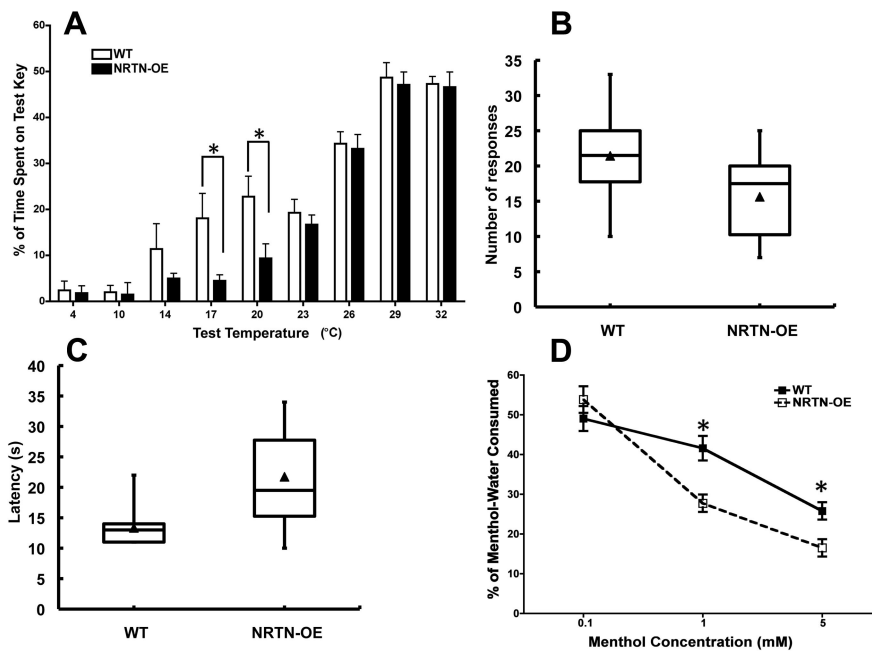 A
WT
NRTN-OE
% of Time Spent on Test Key
60
50
40
30
20
10
0
*
*
4 10 14 17 20 23 26 29 32
Test Temperature (°C)
B
Number of responses
35
30
25
20
15
10
5
0
WT NRTN-OE
C
Latency (s)
40
35
30
25
20
15
10
5
0
WT NRTN-OE
D
WT
NRTN-OE
% of Menthol-Water Consumed
60
50
40
30
20
10
0
*
*
0.1 1 5
Menthol Concentration (mM)